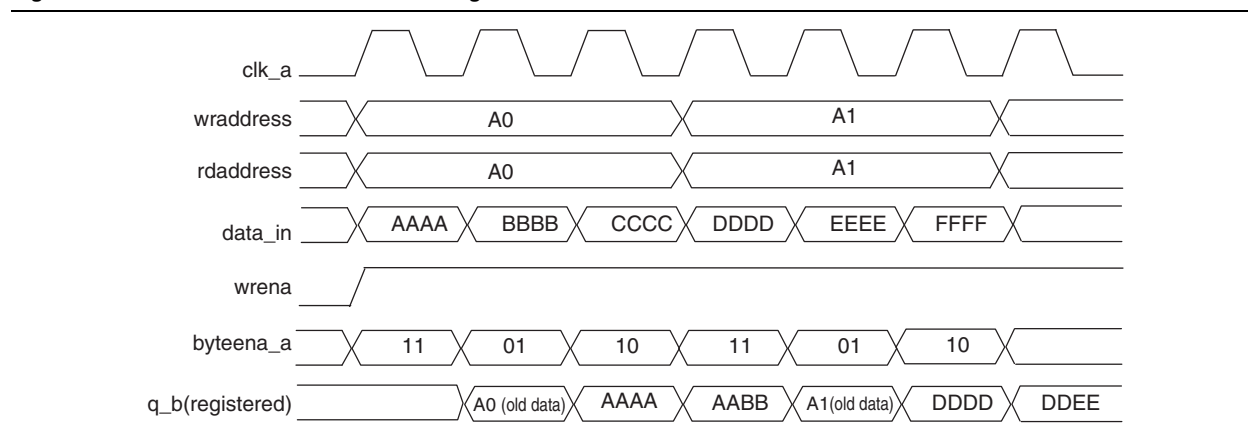 clk_a
wraddress A0 A1
rdaddress A0 A1
data_in AAAA BBBB CCCC DDDD EEEE FFFF
wrena
byteena_a 11 01 10 11 01 10
q_b(registered) A0 (old data) AAAA AABB A1(old data) DDDD DDEE